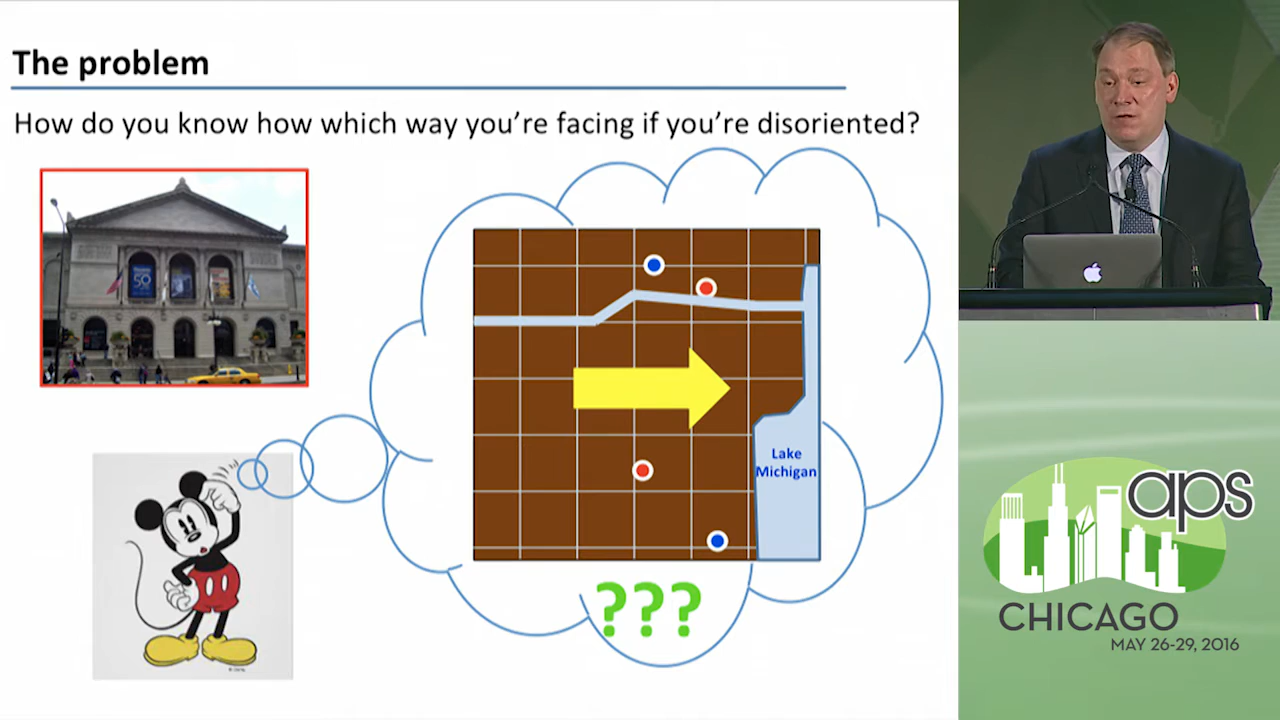 The problem
How do you know how which way you're facing if you're disoriented?
50
Lake
Michigan
???
aps
CHICAGO
MAY 26-29, 2016